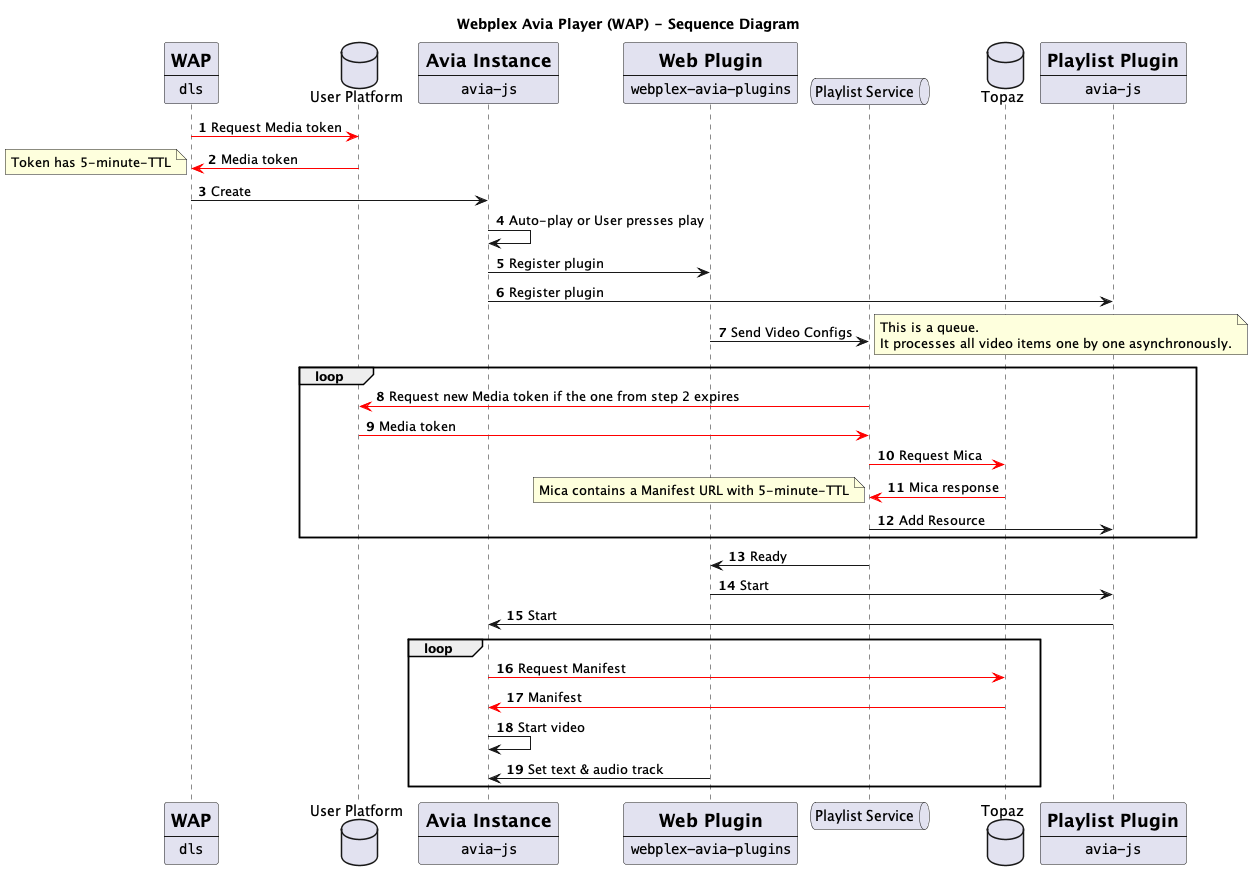 Webplex Avia Player (WAP) - Sequence Diagram
WAP
dls
User Platform
Avia Instance
avia-js
Web Plugin
webplex-avia-plugins
Playlist Service
Topaz
Playlist Plugin
avia-js
1 Request Media token
Token has 5-minute-TTL
2 Media token
3 Create
4 Auto-play or User presses play
5 Register plugin
6 Register plugin
7 Send Video Configs
This is a queue.
It processes all video items one by one asynchronously.
loop
8 Request new Media token if the one from step 2 expires
9 Media token
10 Request Mica
Mica contains a Manifest URL with 5-minute-TTL
11 Mica response
12 Add Resource
13 Ready
14 Start
15 Start
loop
16 Request Manifest
17 Manifest
18 Start video
19 Set text & audio track
WAP
dls
User Platform
Avia Instance
avia-js
Web Plugin
webplex-avia-plugins
Playlist Service
Topaz
Playlist Plugin
avia-js